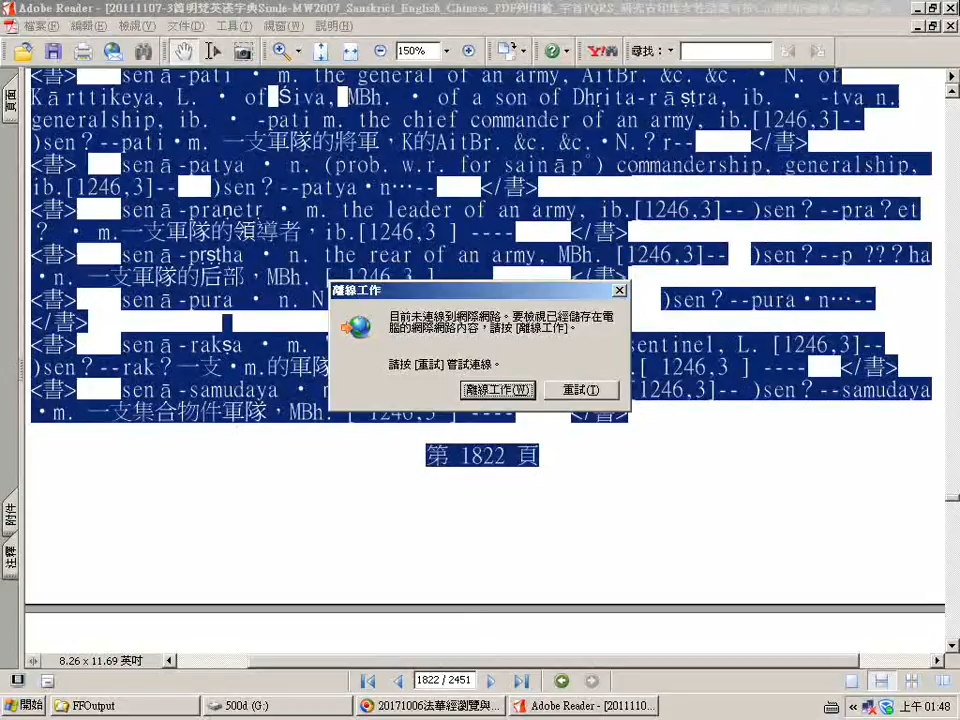 Adobe Reader - [20111107-3簡明梵英漢字典Simle-MW2007_Sanskrit_English_Chinese_PDF列印
檔案(F) 編輯(E) 檢視(V) 文件(D) 工具(T) 視窗(W) 說明(H)
150% 尋找:
頁面
<書> senā-pati • m. the general of an army, AitBr. &c. &c. • N. of
Kārttikeya, L. • of Śiva, MBh. • of a son of Dhṛita-rāṣṭra, ib. • -tva n.
generalship, ib. • -pati m. the chief commander of an army, ib.[1246,3]--
)sen?--pati•m. 一支軍隊的將軍，K的AitBr. &c. &c.•N.？r-- </書>
<書> senā-patya • n. (prob. w.r. for saināp°) commandership, generalship,
ib.[1246,3]-- )sen？--patya•n…-- </書>
<書> senā-praṇetṛ • m. the leader of an army, ib.[1246,3]-- )sen？--pra？et
？ • m.一支軍隊的領導者，ib.[1246,3 ] ---- </書>
<書> senā-pṛṣṭha • n. the rear of an army, MBh. [1246,3]-- )sen？--p ???ha
•n. 一支軍隊的后部，MBh. [ 1246,3 ] </書>
<書> senā-pura • n. N )sen？--pura•n…--
</書>
<書> senā-rakṣa • m. sentinel, L. [1246,3]--
)sen？--rak？一支•m.的軍隊 [ 1246,3 ] ---- </書>
<書> senā-samudaya • [1246,3]-- )sen？--samudaya
•m. 一支集合物件軍隊，MBh. [ 1246,3 ] ---- </書>
離線工作
目前未連線到網際網路。要檢視已經儲存在電
腦的網際網路內容，請按 [離線工作]。
請按 [重試] 嘗試連線。
離線工作(W) 重試(T)
第 1822 頁
附件
注釋
8.26 x 11.69 英吋
1822 / 2451
開始 FFOutput 500d (G:) 20171006法華經瀏覽與... Adobe Reader - [2011110... 上午 01:48